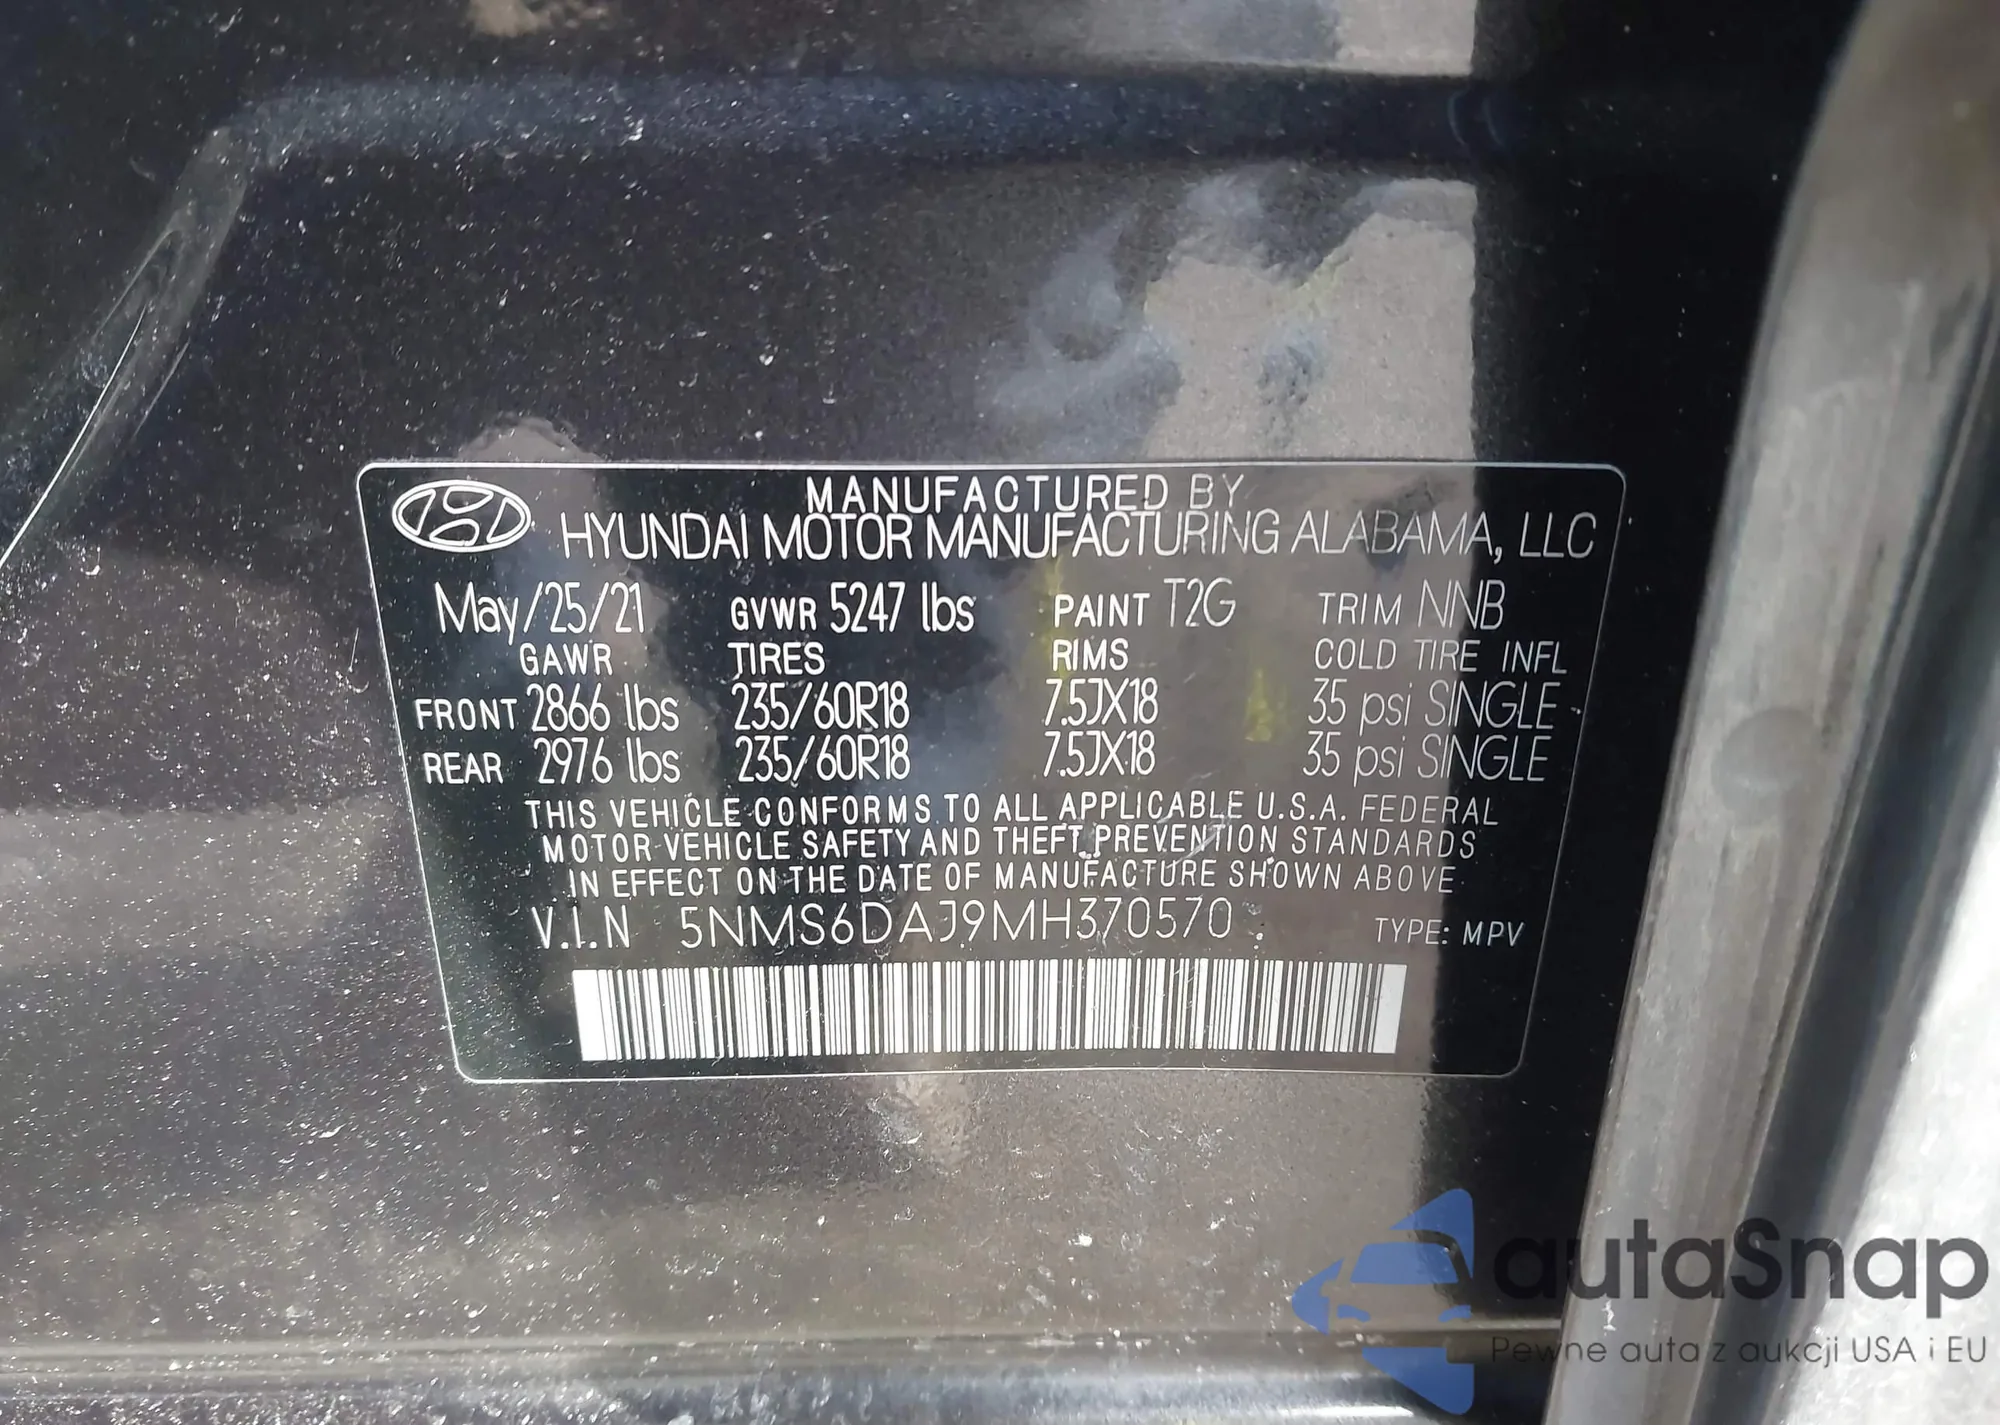 MANUFACTURED BY
HYUNDAI MOTOR MANUFACTURING ALABAMA, LLC
May/25/21 GVWR 5247 lbs PAINT T2G TRIM NNB
GAWR TIRES RIMS COLD TIRE INFL
FRONT 2866 lbs 235/60R18 7.5JX18 35 psi SINGLE
REAR 2976 lbs 235/60R18 7.5JX18 35 psi SINGLE
THIS VEHICLE CONFORMS TO ALL APPLICABLE U.S.A. FEDERAL
MOTOR VEHICLE SAFETY AND THEFT PREVENTION STANDARDS
IN EFFECT ON THE DATE OF MANUFACTURE SHOWN ABOVE
V.I.N 5NMS6DAJ9MH370570 TYPE: MPV
autaSnap
Pewne auta z aukcji USA i EU